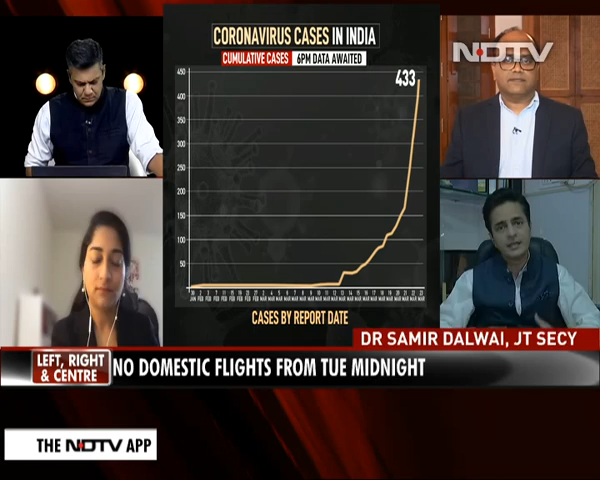 CORONAVIRUS CASES IN INDIA
CUMULATIVE CASES 6PM DATA AWAITED
NDTV
433
450
400
350
300
250
200
150
100
50
CASES BY REPORT DATE
DR SAMIR DALWAI, JT SECY
LEFT, RIGHT
& CENTRE
NO DOMESTIC FLIGHTS FROM TUE MIDNIGHT
THE NDTV APP